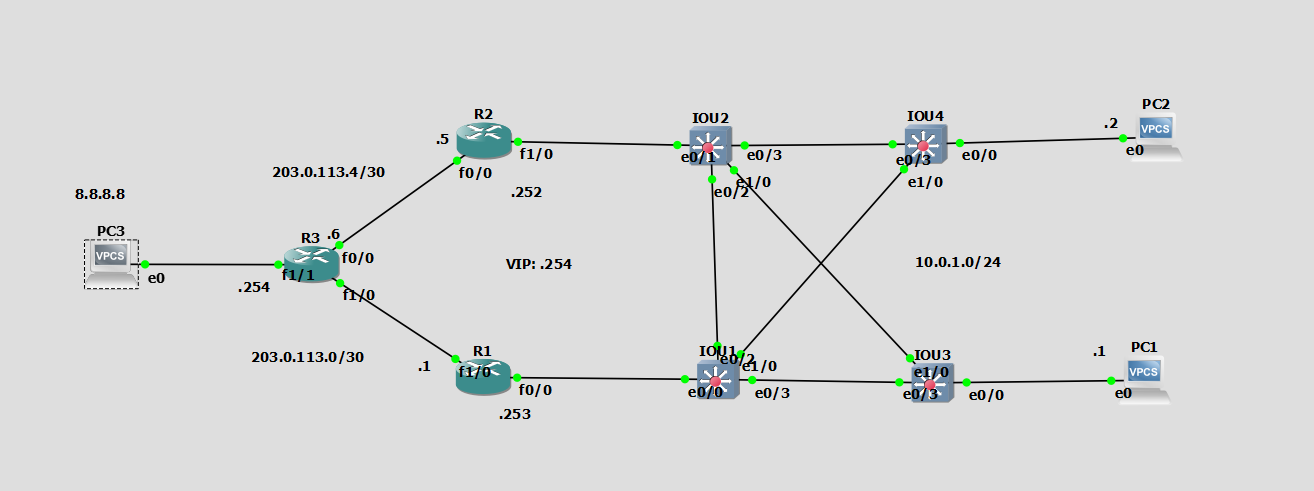 8.8.8.8
PC3
VPCS
e0
203.0.113.4/30
R3
.6
f0/0
f1/1
.254
f1/0
203.0.113.0/30
R2
.5
f0/0
f1/0
.252
VIP: .254
R1
.1
f1/0
f0/0
.253
IOU2
e0/1
e0/3
e1/0
e0/2
IOU4
e0/3
e0/0
e1/0
PC2
.2
VPCS
e0
10.0.1.0/24
IOU1
e0/2
e1/0
e0/0
e0/3
IOU3
e1/0
e0/3
e0/0
PC1
.1
VPCS
e0